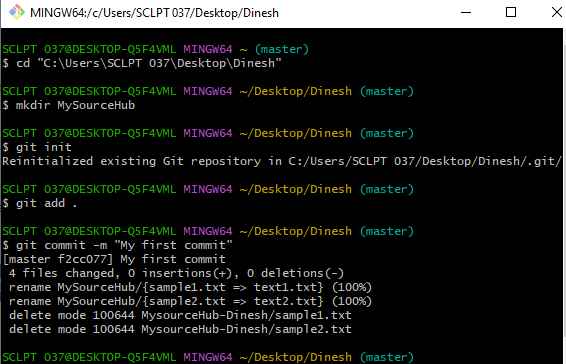 MINGW64:/c/Users/SCLPT 037/Desktop/Dinesh
SCLPT 037@DESKTOP-Q5F4VML MINGW64 ~ (master)
$ cd "C:\Users\SCLPT 037\Desktop\Dinesh"
SCLPT 037@DESKTOP-Q5F4VML MINGW64 ~/Desktop/Dinesh (master)
$ mkdir MySourceHub
SCLPT 037@DESKTOP-Q5F4VML MINGW64 ~/Desktop/Dinesh (master)
$ git init
Reinitialized existing Git repository in C:/Users/SCLPT 037/Desktop/Dinesh/.git/
SCLPT 037@DESKTOP-Q5F4VML MINGW64 ~/Desktop/Dinesh (master)
$ git add .
SCLPT 037@DESKTOP-Q5F4VML MINGW64 ~/Desktop/Dinesh (master)
$ git commit -m "My first commit"
[master f2cc077] My first commit
 4 files changed, 0 insertions(+), 0 deletions(-)
 rename MySourceHub/{sample1.txt => text1.txt} (100%)
 rename MySourceHub/{sample2.txt => text2.txt} (100%)
 delete mode 100644 MysourceHub-Dinesh/sample1.txt
 delete mode 100644 MysourceHub-Dinesh/sample2.txt
SCLPT 037@DESKTOP-Q5F4VML MINGW64 ~/Desktop/Dinesh (master)